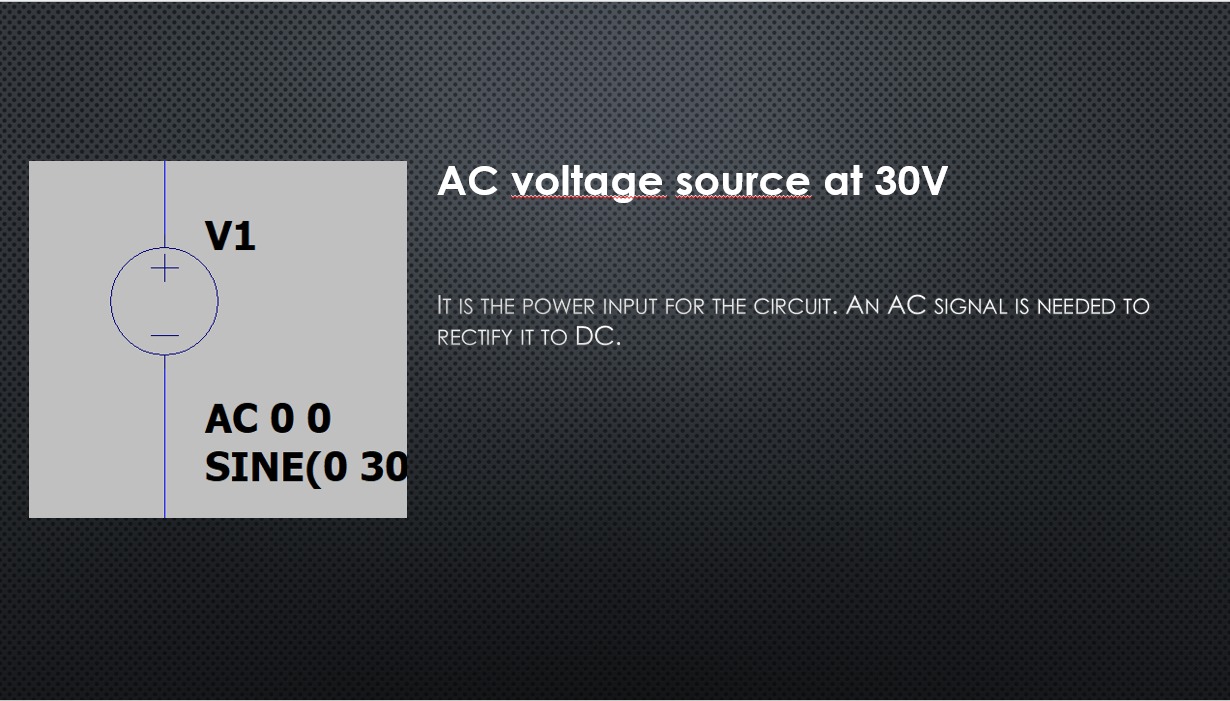 AC voltage source at 30V
V1
IT IS THE POWER INPUT FOR THE CIRCUIT. AN AC SIGNAL IS NEEDED TO
RECTIFY IT TO DC.
AC 0 0
SINE(0 30